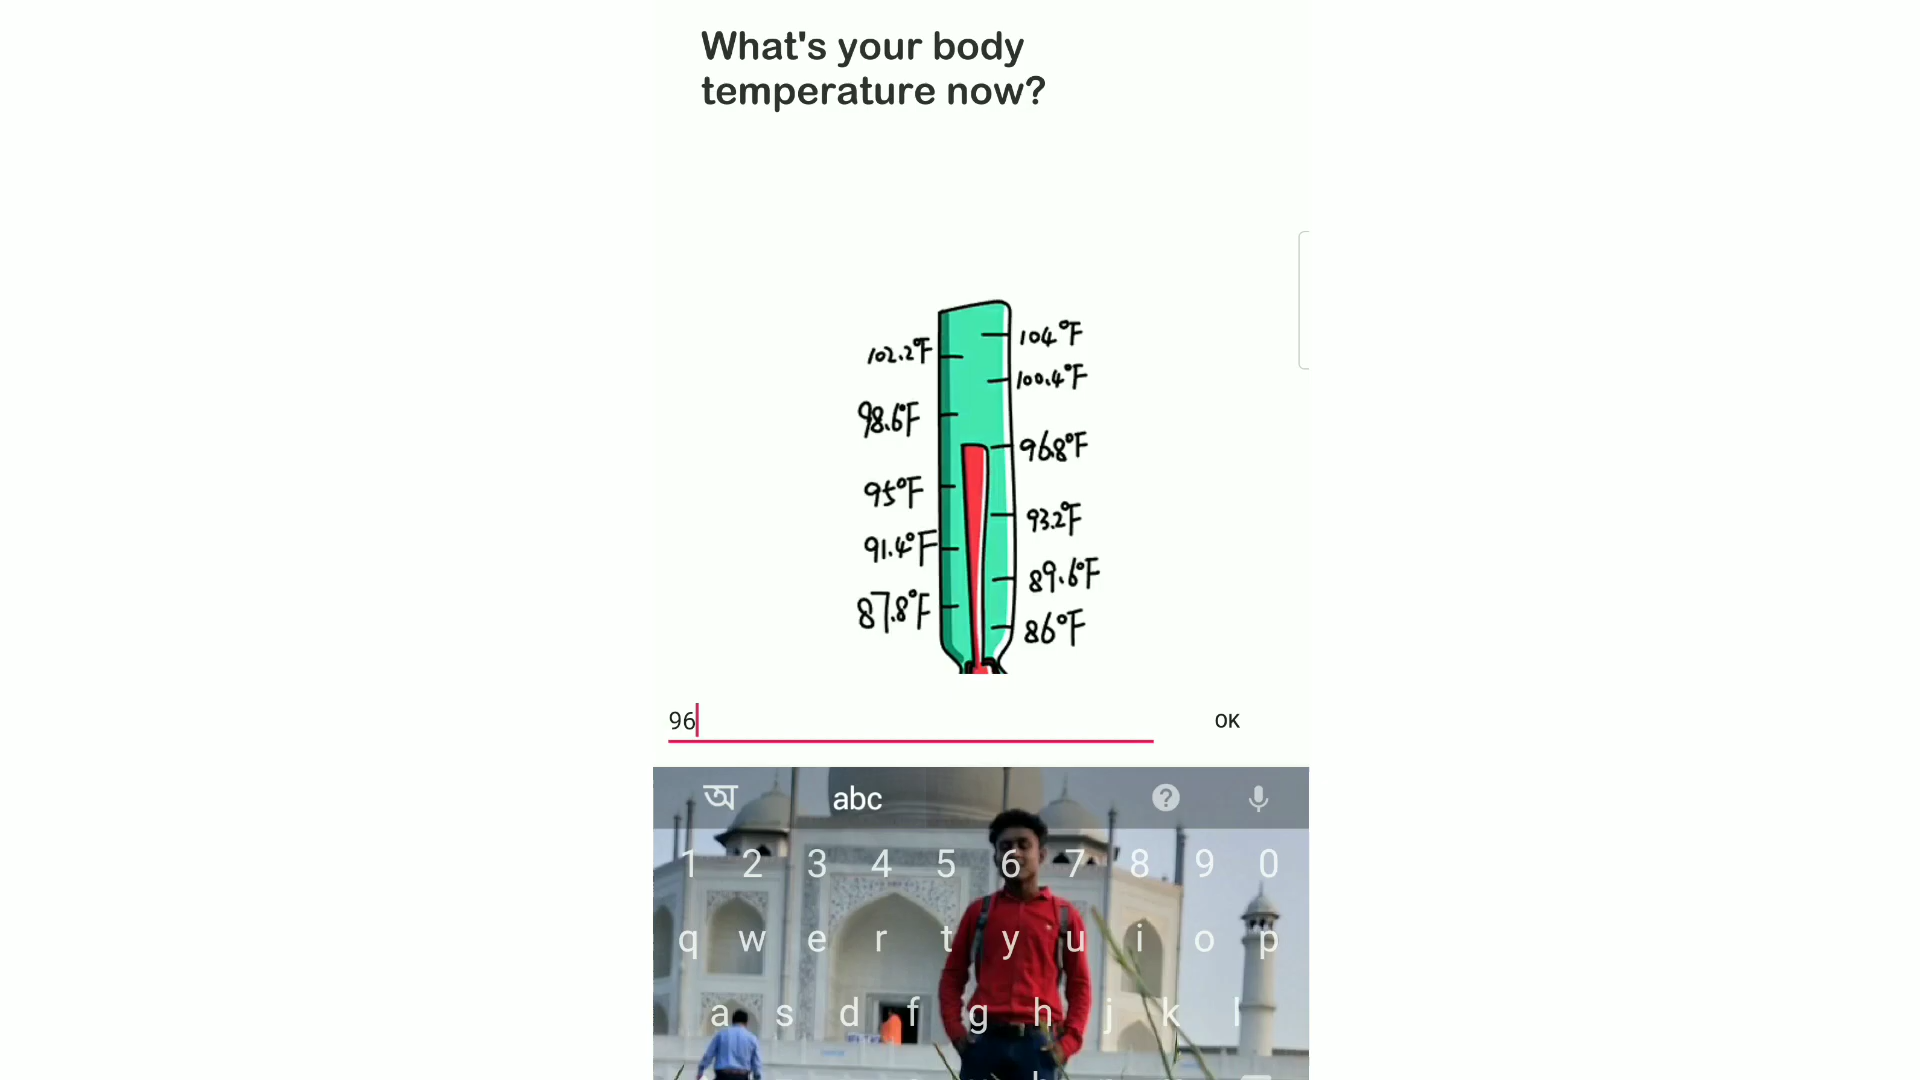 What's your body
temperature now?
104°F
102.2°F
100.4°F
98.6°F
96.8°F
95°F
93.2°F
91.4°F
89.6°F
87.8°F
86°F
96
OK
অ abc ?
1 2 3 4 5 6 7 8 9 0
q w e r t y u i o p
a s d f g h j k l